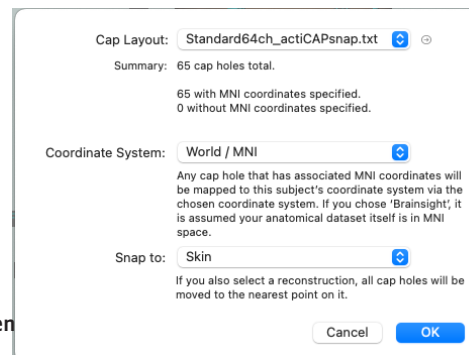 Cap Layout: Standard64ch_actiCAPsnap.txt
Summary: 65 cap holes total.
65 with MNI coordinates specified.
0 without MNI coordinates specified.
Coordinate System: World / MNI
Any cap hole that has associated MNI coordinates will
be mapped to this subject's coordinate system via the
chosen coordinate system. If you chose 'Brainsight', it
is assumed your anatomical dataset itself is in MNI
space.
Snap to: Skin
If you also select a reconstruction, all cap holes will be
moved to the nearest point on it.
en
Cancel OK